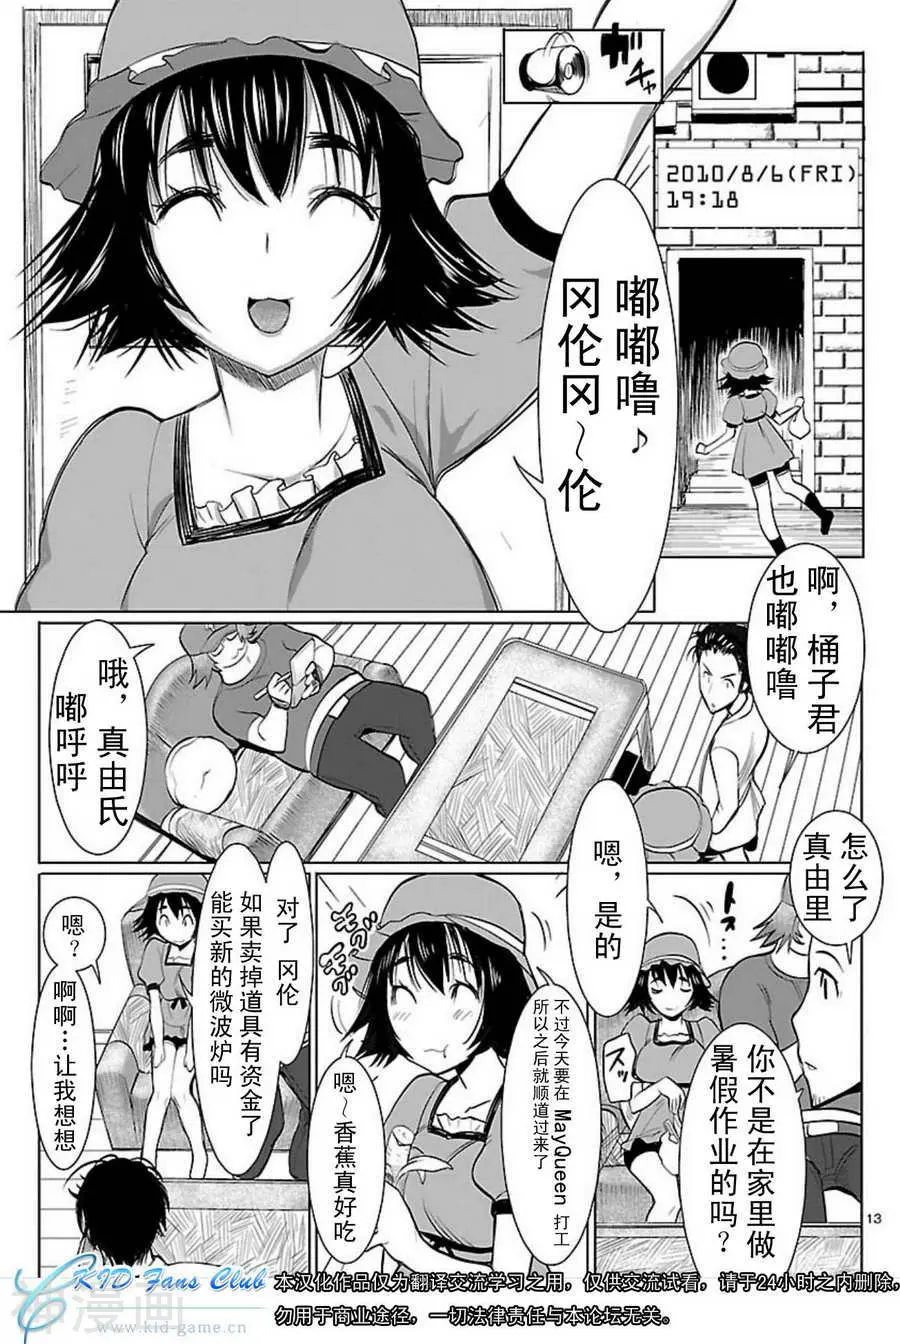 ガ
チャ
2010/8/6(FRI)
19:18
嘟嘟噜♪
冈伦冈~伦
啊，桶子君
也嘟嘟噜
哦，真由氏
嘟呼呼
怎么了
真由里
嗯，是的
トス
你不是在家里做
暑假作业的吗？
不过今天要在 MayQueen 打工
所以之后就顺道过来了
嗯~香蕉真好吃
对了 冈伦
如果卖掉道具有资金了
能买新的微波炉吗
嗯？
啊啊…让我想想
13
KID Fans Club
www.kid-game.cn
漫画
本汉化作品仅为翻译交流学习之用，仅供交流试看，请于24小时之内删除，
勿用于商业途径，一切法律责任与本论坛无关。